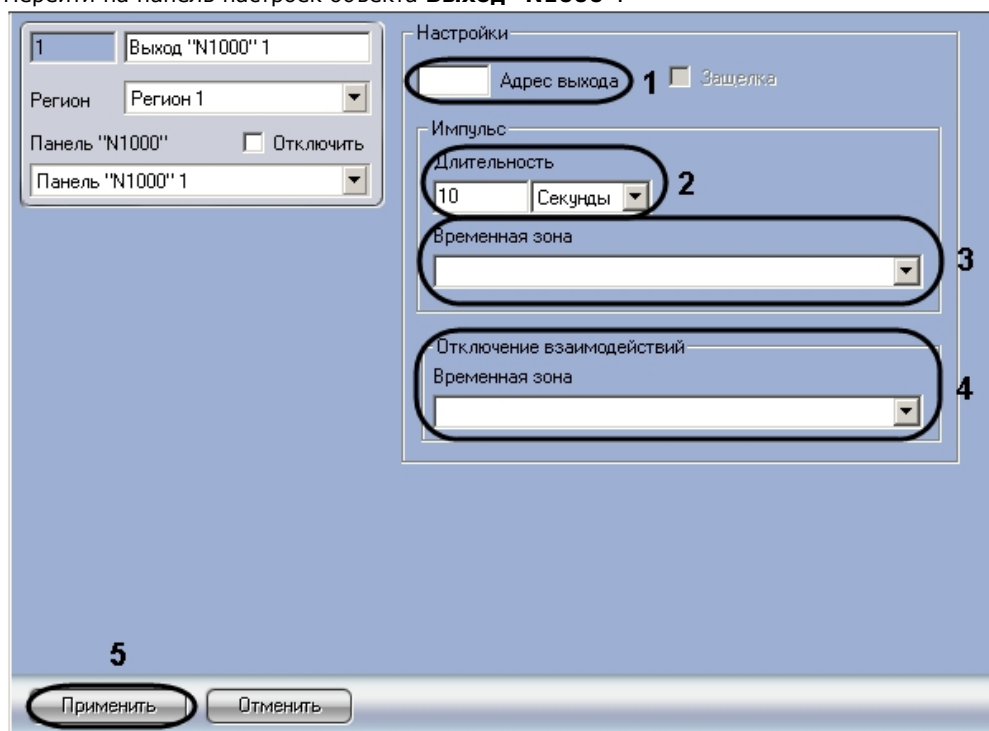 Перейти на панель настроек объекта Выход "N1000".
1 Выход "N1000" 1
Регион Регион 1
Панель "N1000" Отключить
Панель "N1000" 1
Настройки
Адрес выхода 1 Защелка
Импульс
Длительность
10 Секунды 2
Временная зона
3
Отключение взаимодействий
Временная зона
4
5
Применить Отменить